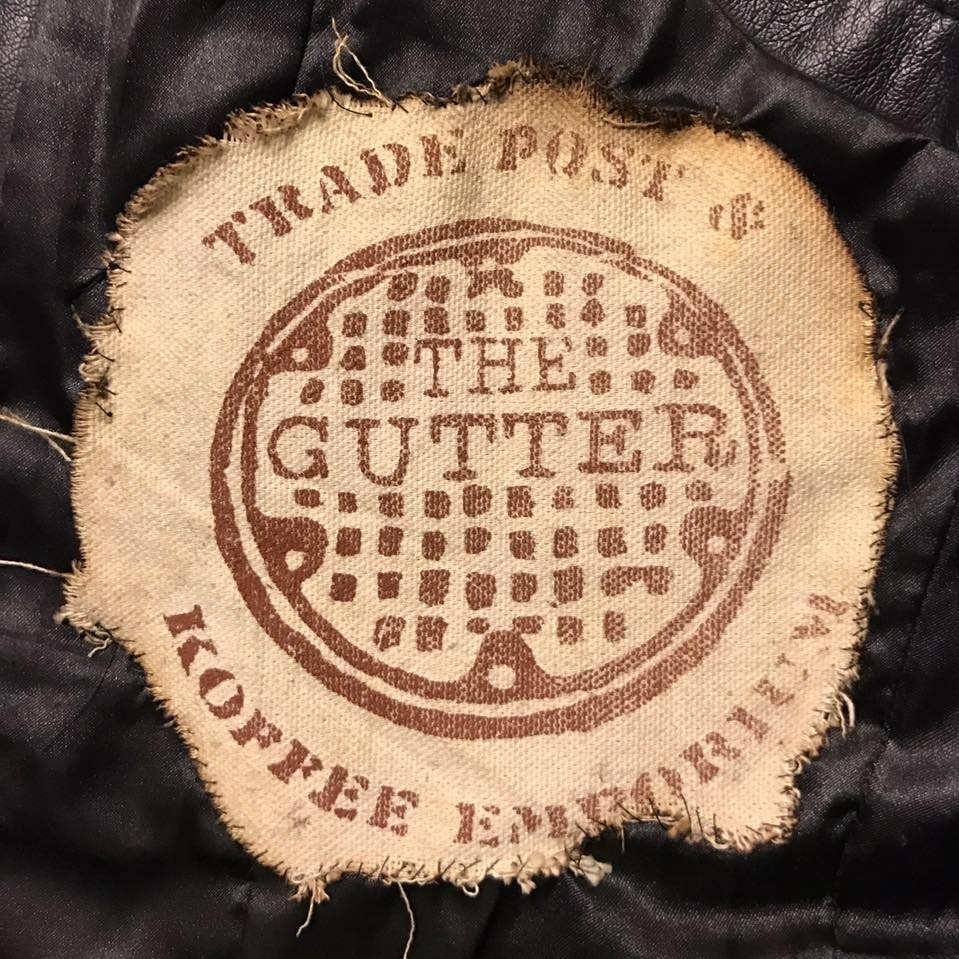 TRADE POST &
THE
GUTTER
KOFFEE EMPORIUM